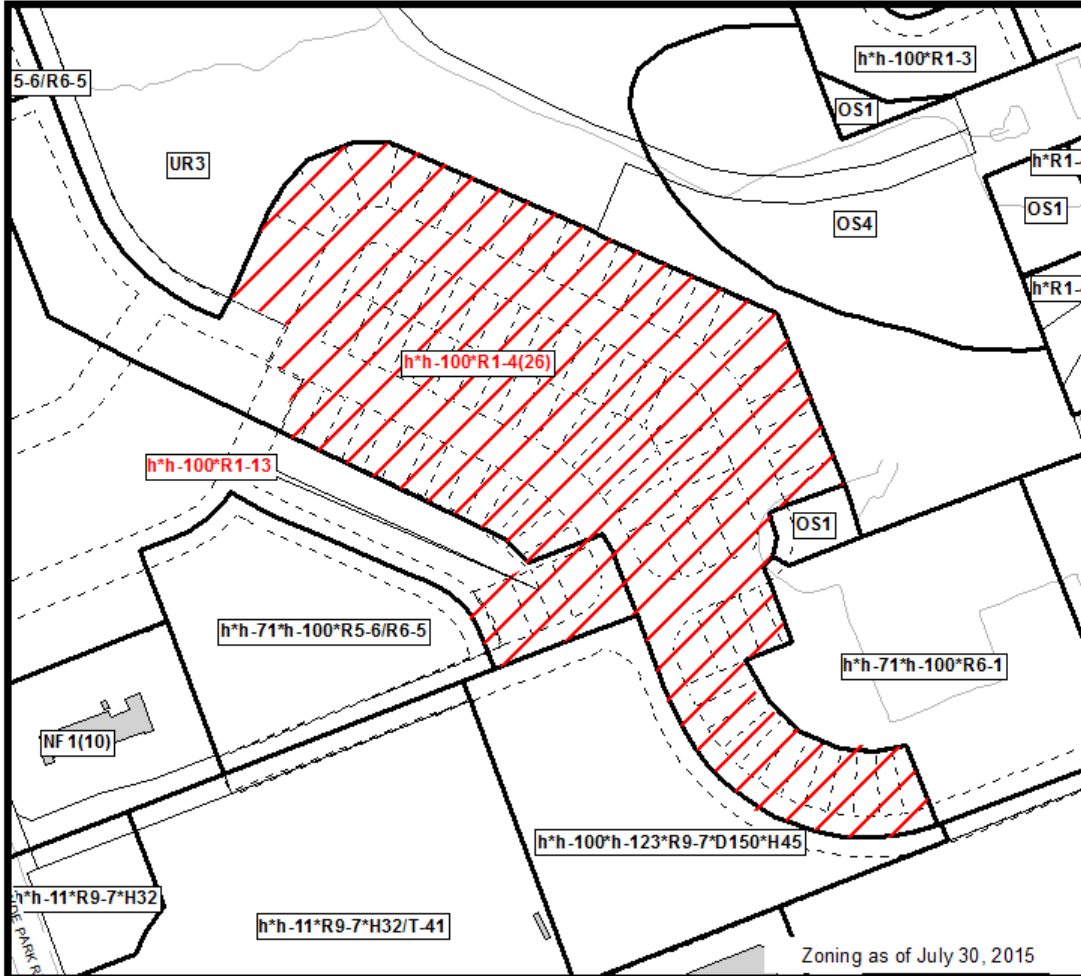 h*h-100*R1-3
5-6/R6-5
OS1
UR3
h*R1-
OS1
OS4
h*R1-
h*h-100*R1-4(26)
h*h-100*R1-13
OS1
h*h-71*h-100*R5-6/R6-5
h*h-71*h-100*R6-1
NF1(10)
h*h-100*h-123*R9-7*D150*H45
h*h-11*R9-7*H32
h*h-11*R9-7*H32/T-41
DE PARK R
Zoning as of July 30, 2015